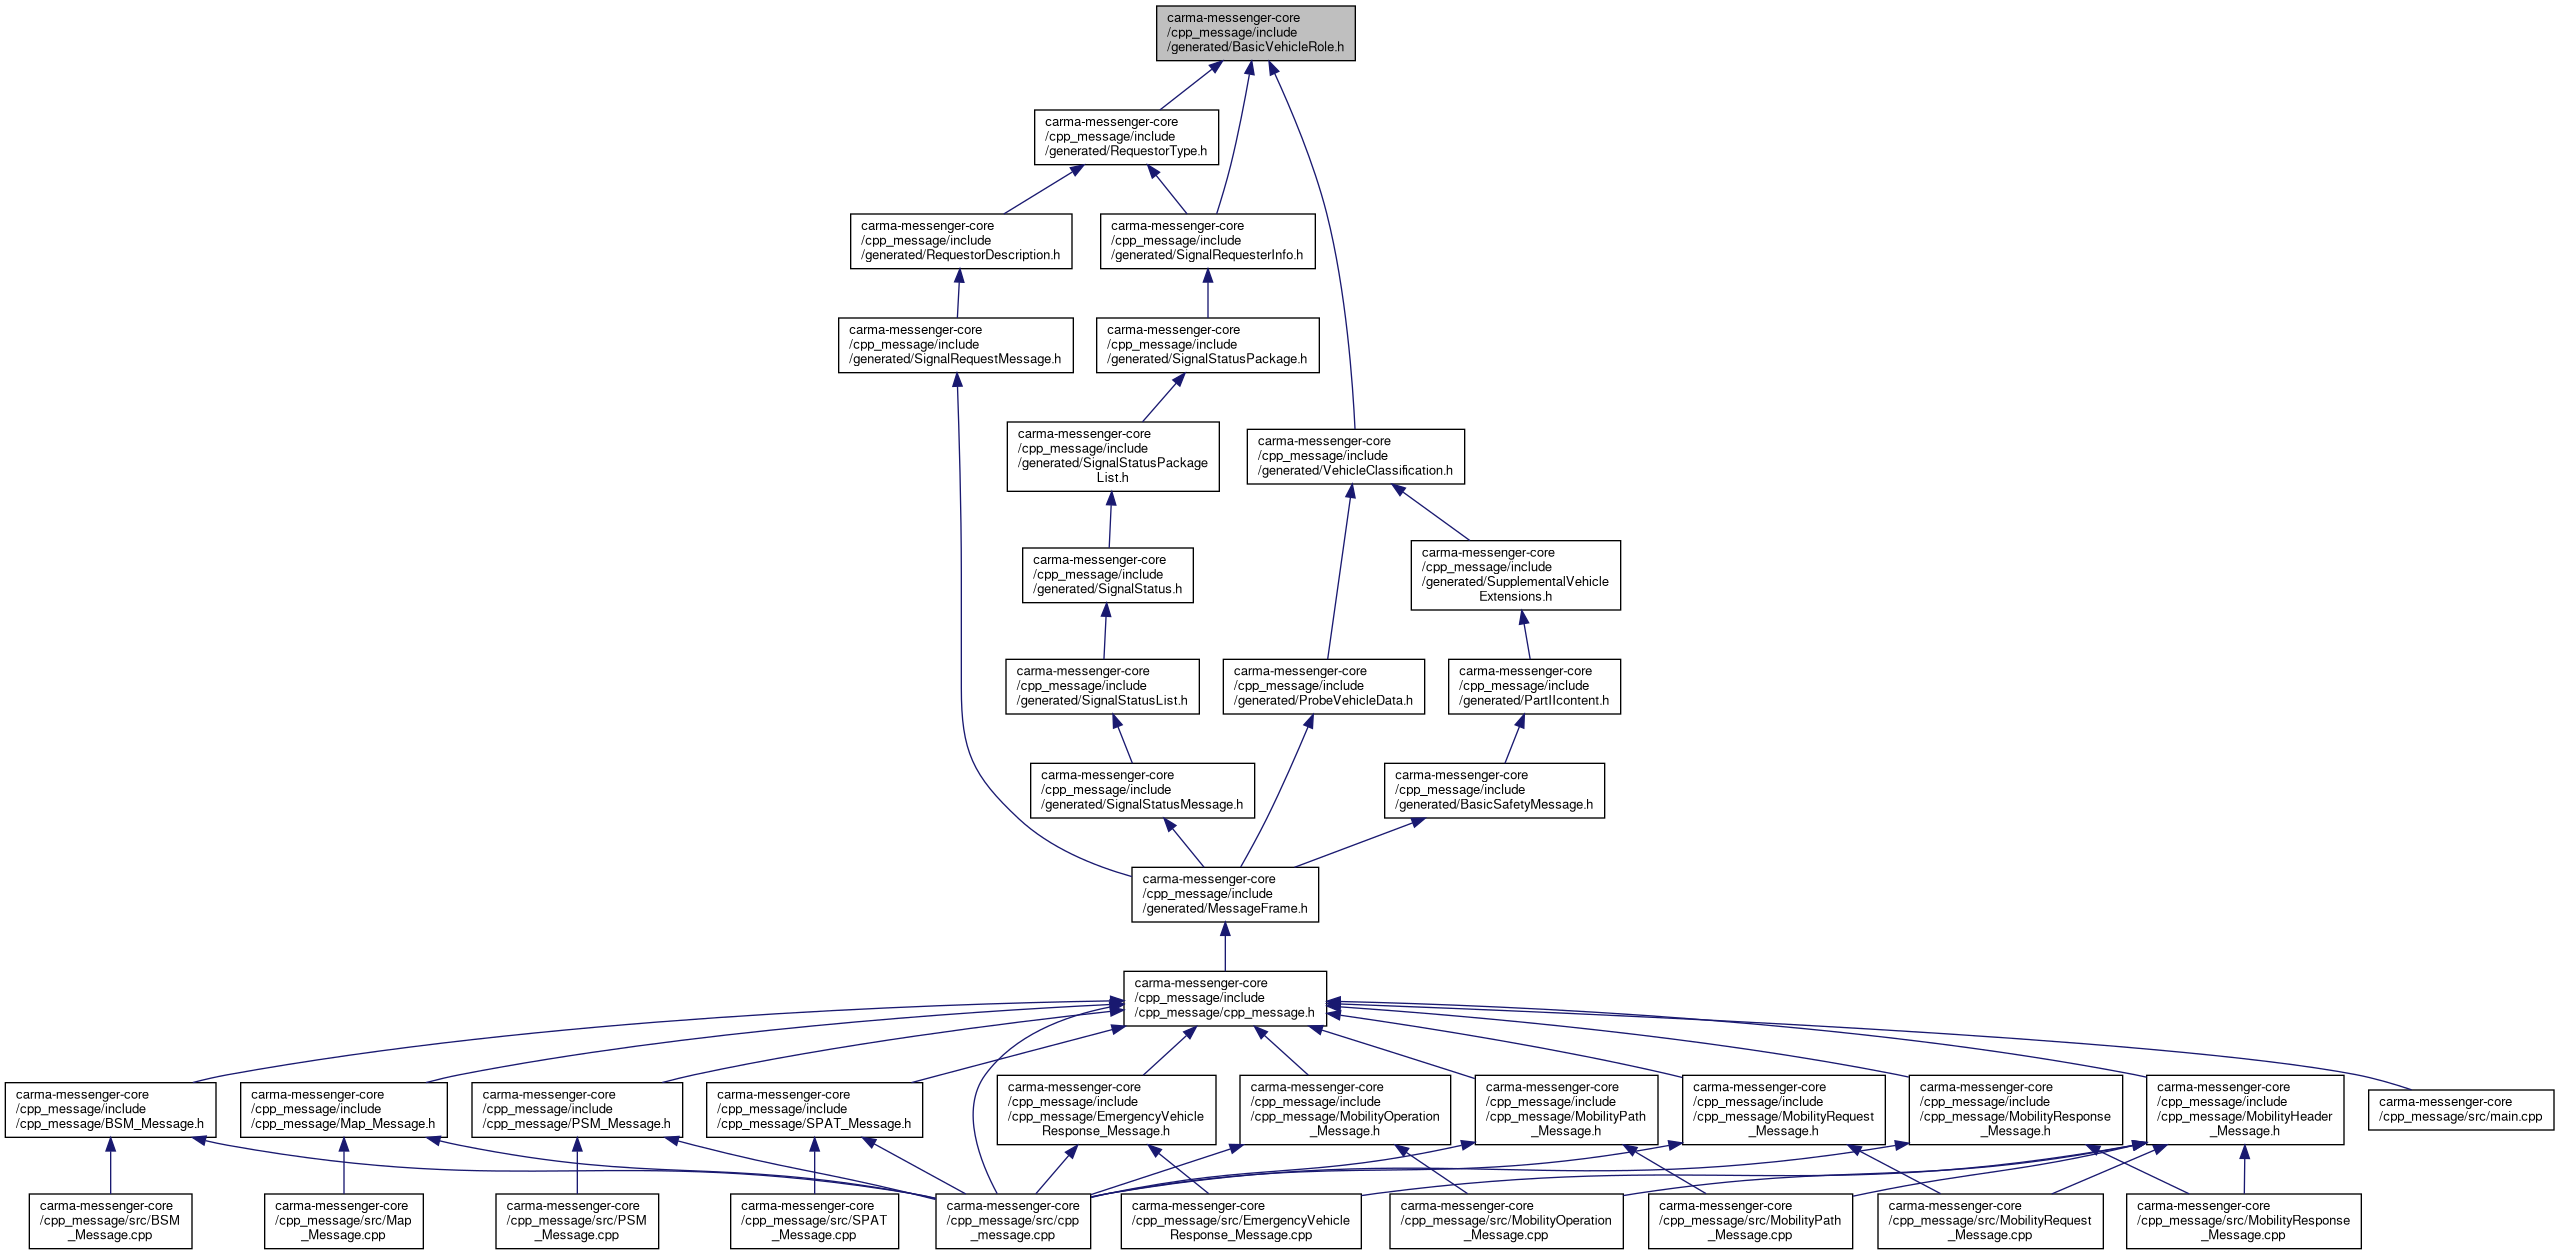 carma-messenger-core
/cpp_message/include
/generated/BasicVehicleRole.h
carma-messenger-core
/cpp_message/include
/generated/RequestorType.h
carma-messenger-core
/cpp_message/include
/generated/RequestorDescription.h
carma-messenger-core
/cpp_message/include
/generated/SignalRequesterInfo.h
carma-messenger-core
/cpp_message/include
/generated/SignalRequestMessage.h
carma-messenger-core
/cpp_message/include
/generated/SignalStatusPackage.h
carma-messenger-core
/cpp_message/include
/generated/SignalStatusPackage
List.h
carma-messenger-core
/cpp_message/include
/generated/VehicleClassification.h
carma-messenger-core
/cpp_message/include
/generated/SignalStatus.h
carma-messenger-core
/cpp_message/include
/generated/SupplementalVehicle
Extensions.h
carma-messenger-core
/cpp_message/include
/generated/SignalStatusList.h
carma-messenger-core
/cpp_message/include
/generated/ProbeVehicleData.h
carma-messenger-core
/cpp_message/include
/generated/PartIIcontent.h
carma-messenger-core
/cpp_message/include
/generated/SignalStatusMessage.h
carma-messenger-core
/cpp_message/include
/generated/BasicSafetyMessage.h
carma-messenger-core
/cpp_message/include
/generated/MessageFrame.h
carma-messenger-core
/cpp_message/include
/cpp_message/cpp_message.h
carma-messenger-core
/cpp_message/include
/cpp_message/BSM_Message.h
carma-messenger-core
/cpp_message/include
/cpp_message/Map_Message.h
carma-messenger-core
/cpp_message/include
/cpp_message/PSM_Message.h
carma-messenger-core
/cpp_message/include
/cpp_message/SPAT_Message.h
carma-messenger-core
/cpp_message/include
/cpp_message/EmergencyVehicle
Response_Message.h
carma-messenger-core
/cpp_message/include
/cpp_message/MobilityOperation
_Message.h
carma-messenger-core
/cpp_message/include
/cpp_message/MobilityPath
_Message.h
carma-messenger-core
/cpp_message/include
/cpp_message/MobilityRequest
_Message.h
carma-messenger-core
/cpp_message/include
/cpp_message/MobilityResponse
_Message.h
carma-messenger-core
/cpp_message/include
/cpp_message/MobilityHeader
_Message.h
carma-messenger-core
/cpp_message/src/main.cpp
carma-messenger-core
/cpp_message/src/BSM
_Message.cpp
carma-messenger-core
/cpp_message/src/Map
_Message.cpp
carma-messenger-core
/cpp_message/src/PSM
_Message.cpp
carma-messenger-core
/cpp_message/src/SPAT
_Message.cpp
carma-messenger-core
/cpp_message/src/cpp
_message.cpp
carma-messenger-core
/cpp_message/src/EmergencyVehicle
Response_Message.cpp
carma-messenger-core
/cpp_message/src/MobilityOperation
_Message.cpp
carma-messenger-core
/cpp_message/src/MobilityPath
_Message.cpp
carma-messenger-core
/cpp_message/src/MobilityRequest
_Message.cpp
carma-messenger-core
/cpp_message/src/MobilityResponse
_Message.cpp